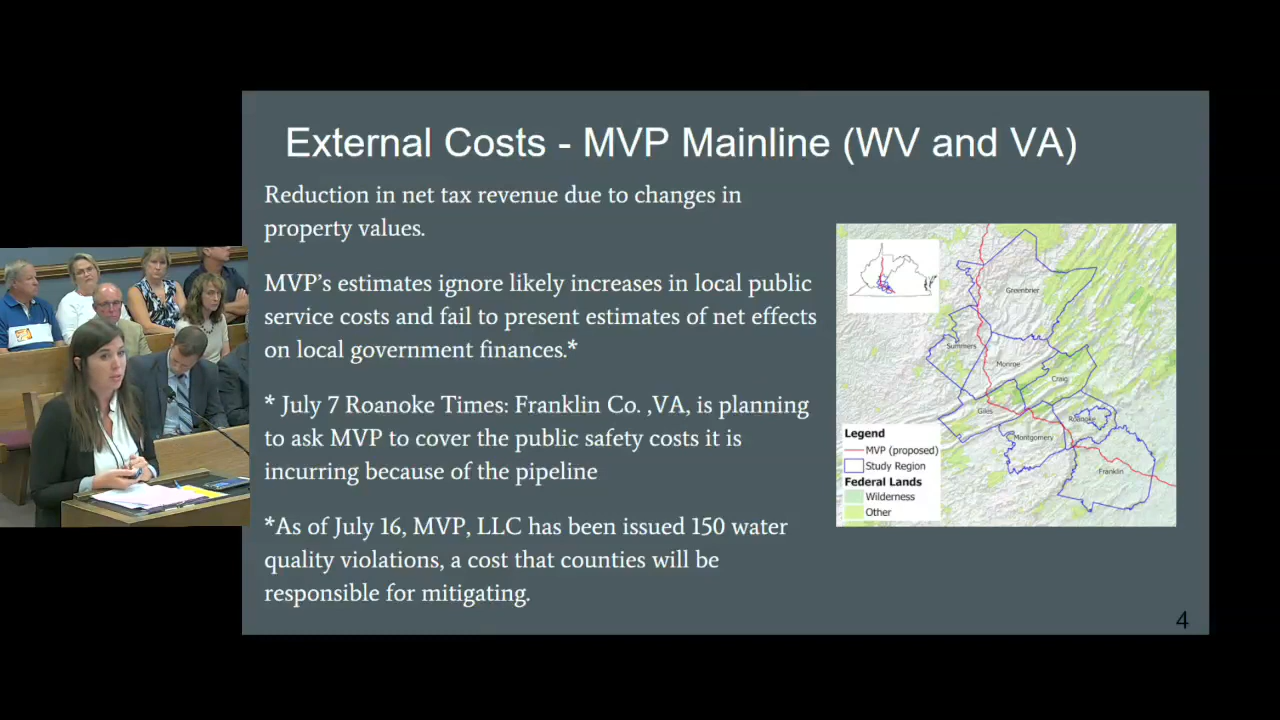 External Costs - MVP Mainline (WV and VA)
Reduction in net tax revenue due to changes in
property values.
MVP's estimates ignore likely increases in local public
service costs and fail to present estimates of net effects
on local government finances.*
* July 7 Roanoke Times: Franklin Co. ,VA, is planning
to ask MVP to cover the public safety costs it is
incurring because of the pipeline
*As of July 16, MVP, LLC has been issued 150 water
quality violations, a cost that counties will be
responsible for mitigating.
Greenbrier
Summers
Monroe
Craig
Giles
Roanoke
Montgomery
Franklin
Legend
MVP (proposed)
Study Region
Federal Lands
Wilderness
Other
4